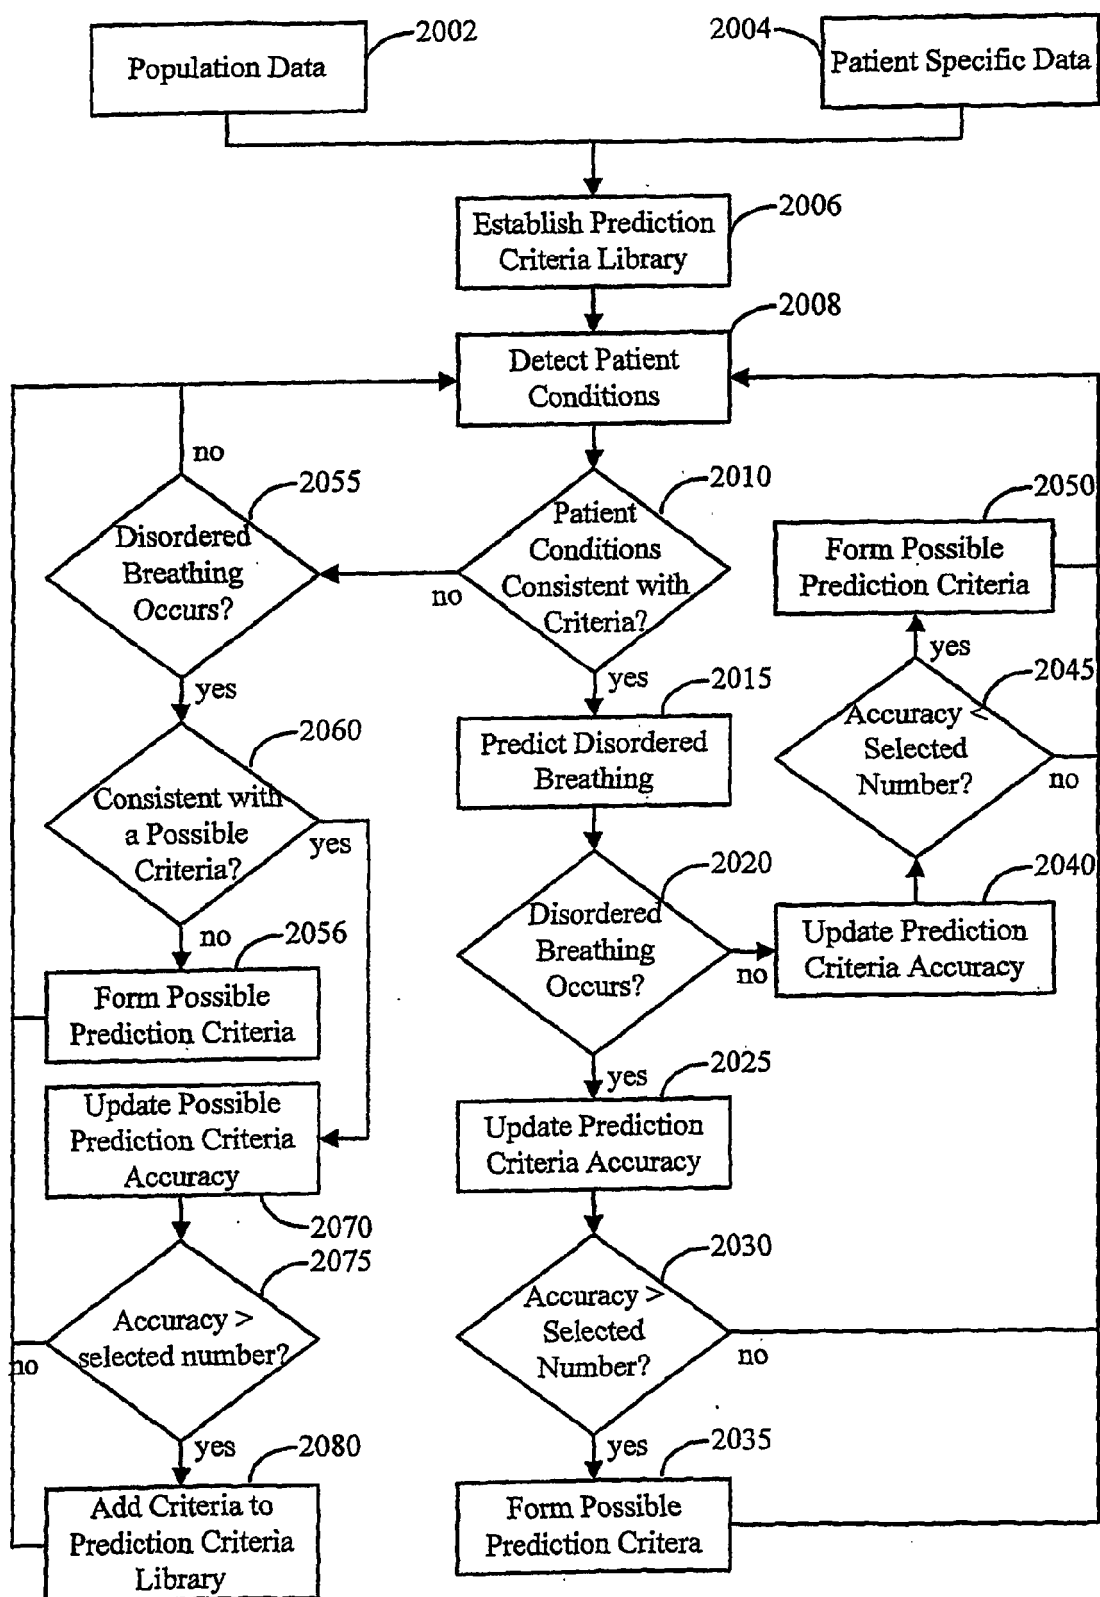 2002
Population Data
2004
Patient Specific Data
2006
Establish Prediction
Criteria Library
2008
Detect Patient
Conditions
no
2055
Disordered
Breathing
Occurs?
2010
Patient
Conditions
Consistent with
Criteria?
no
2050
Form Possible
Prediction Criteria
yes
yes
yes
2015
Predict Disordered
Breathing
2045
Accuracy <
Selected
Number?
no
2060
Consistent with
a Possible
Criteria?
yes
2020
Disordered
Breathing
Occurs?
no
2040
Update Prediction
Criteria Accuracy
no
2056
Form Possible
Prediction Criteria
yes
2025
Update Prediction
Criteria Accuracy
Update Possible
Prediction Criteria
Accuracy
2070
2075
Accuracy >
selected number?
no
2030
Accuracy >
Selected
Number?
no
yes
2080
Add Criteria to
Prediction Criteria
Library
yes
2035
Form Possible
Prediction Critera